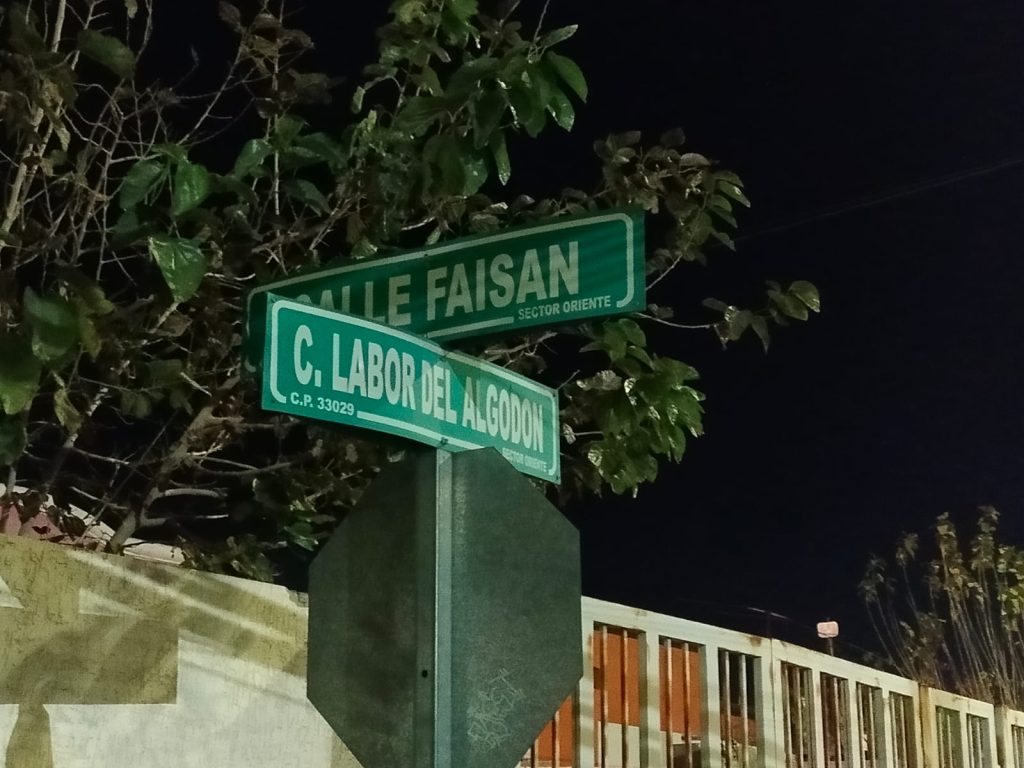 CALLE FAISAN
SECTOR ORIENTE
C. LABOR DEL ALGODON
C.P. 33029
SECTOR ORIENTE